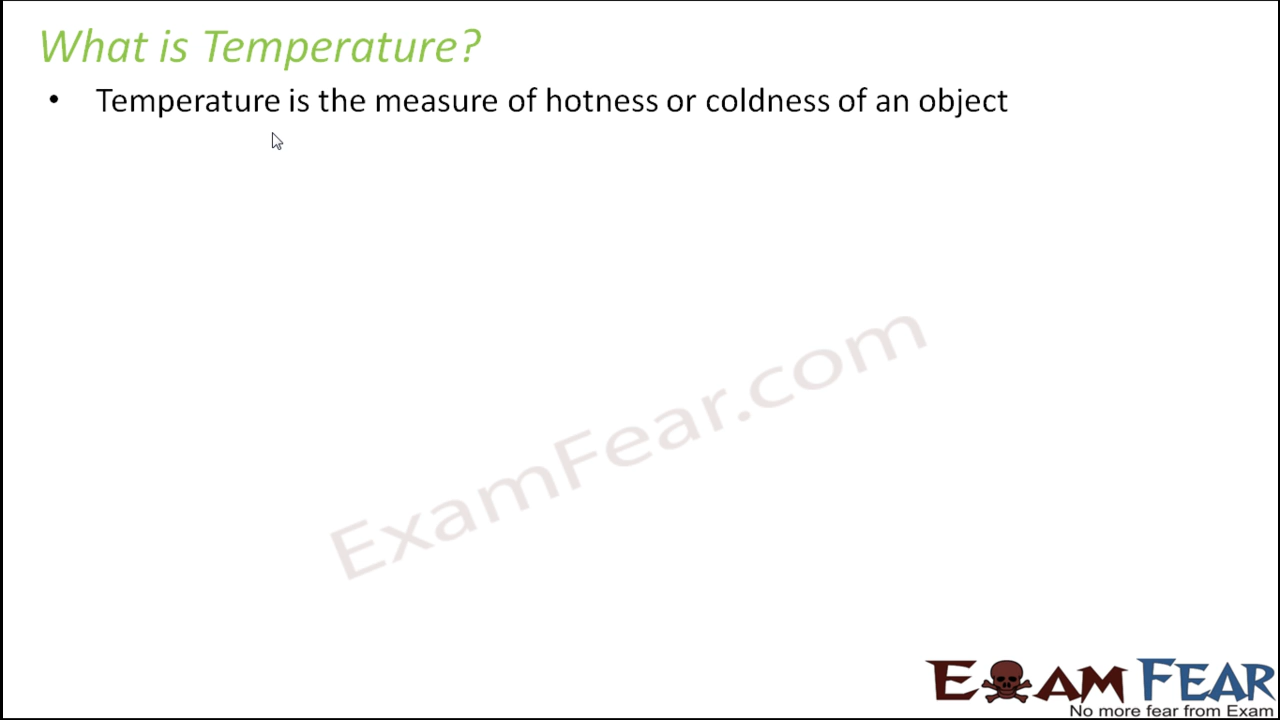 What is Temperature?
• Temperature is the measure of hotness or coldness of an object
ExamFear.com
EXAM FEAR
No more fear from Exam